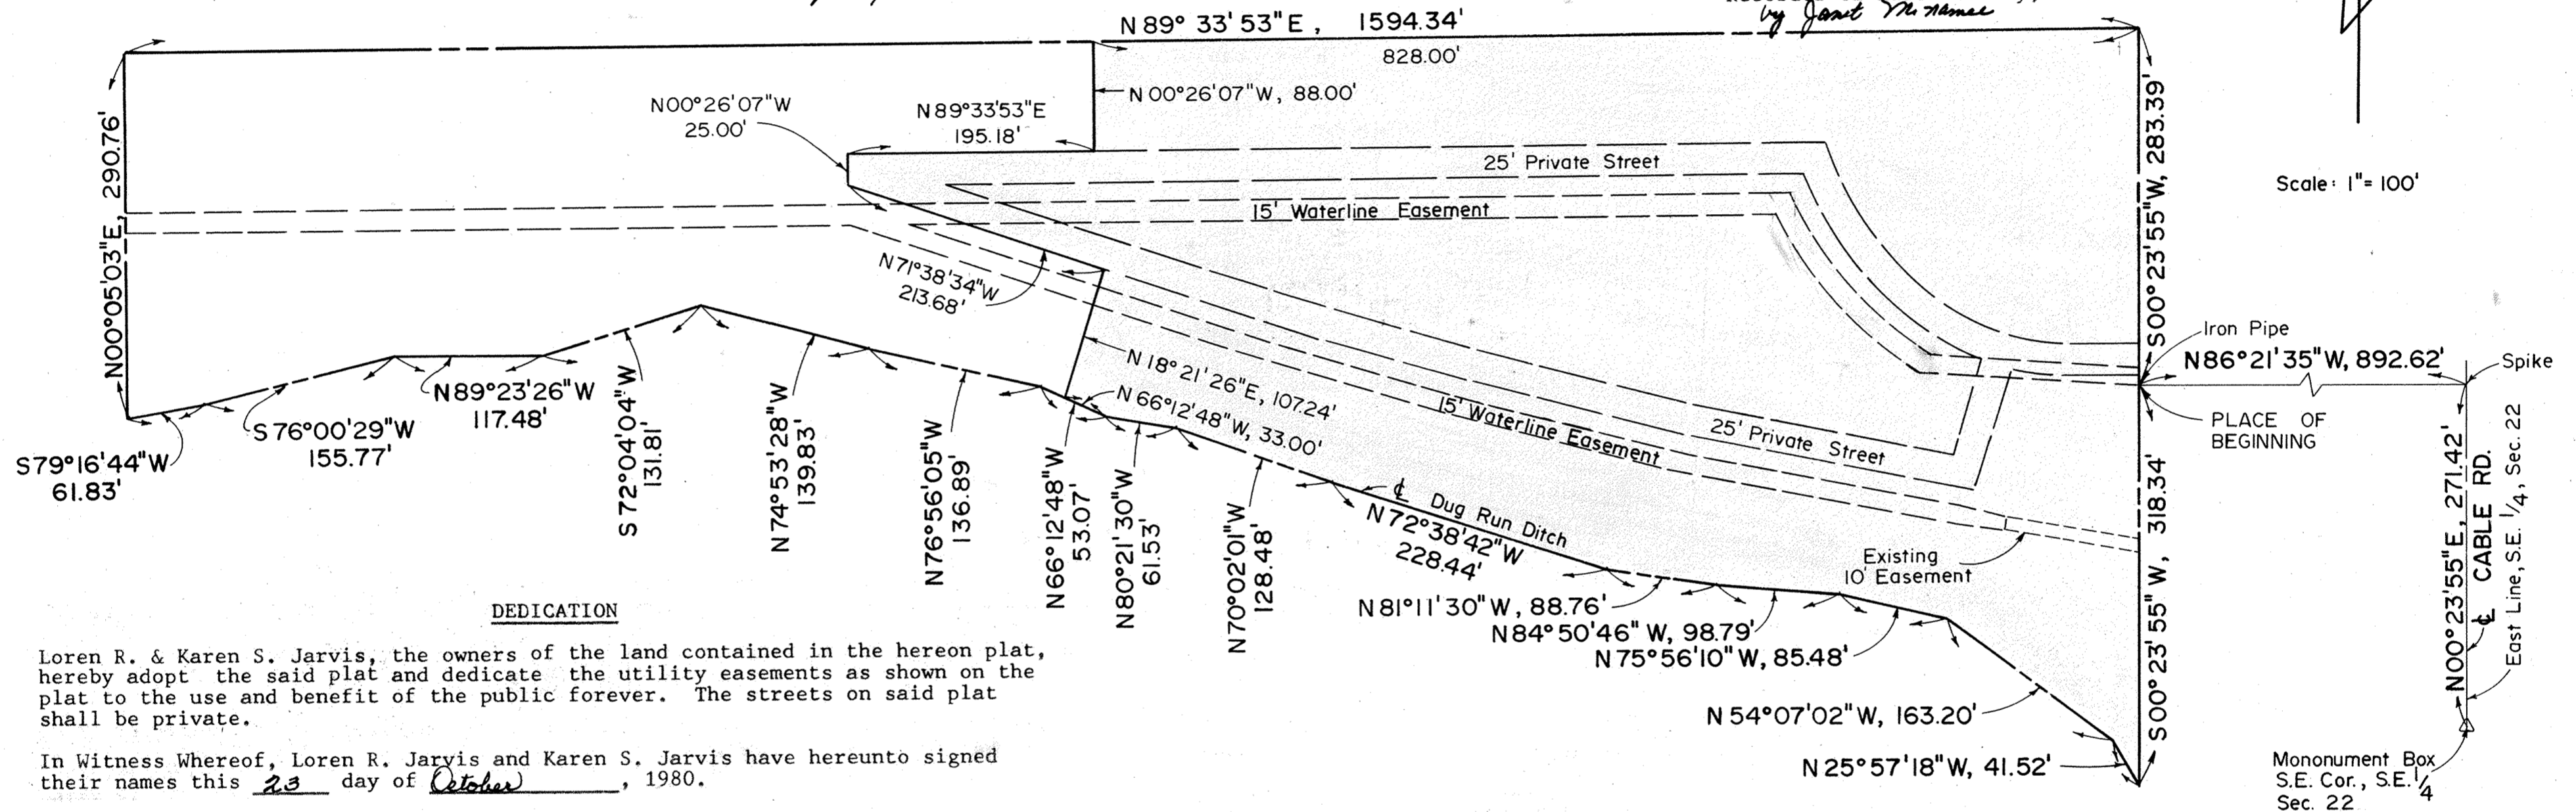 by Janet McNamee
N 89° 33' 53" E , 1594.34'
828.00'
N 00° 26' 07" W, 88.00'
N00°26'07"W
25.00'
N 89°33'53"E
195.18'
N00°05'03"E, 290.76'
25' Private Street
15' Waterline Easement
S00°23'55"W, 283.39'
Scale: 1"= 100'
N 71°38'34"W
213.68'
Iron Pipe
N86°21'35"W, 892.62'
Spike
PLACE OF
BEGINNING
N 18°21'26"E, 107.24'
N 66°12'48"W, 33.00'
15' Waterline Easement
25' Private Street
S79°16'44"W
61.83'
S 76°00'29"W
155.77'
N89°23'26"W
117.48'
S 72°04'04"W
131.81'
N 74°53'28"W
139.83'
N76°56'05"W
136.89'
N66°12'48"W
53.07'
N80°21'30"W
61.53'
N70°02'01"W
128.48'
℄ Dug Run Ditch
N 72°38'42"W
228.44'
Existing
10' Easement
N 81°11'30"W, 88.76'
N 84°50'46" W, 98.79'
N 75°56'10"W, 85.48'
N 54°07'02"W, 163.20'
N 25°57'18"W, 41.52'
S00°23'55" W, 318.34'
N00°23'55"E, 271.42'
℄ CABLE RD.
East Line, S.E. 1/4, Sec. 22
Mononument Box
S.E. Cor., S.E. 1/4
Sec. 22
DEDICATION
Loren R. & Karen S. Jarvis, the owners of the land contained in the hereon plat,
hereby adopt the said plat and dedicate the utility easements as shown on the
plat to the use and benefit of the public forever. The streets on said plat
shall be private.
In Witness Whereof, Loren R. Jarvis and Karen S. Jarvis have hereunto signed
their names this 23 day of October, 1980.